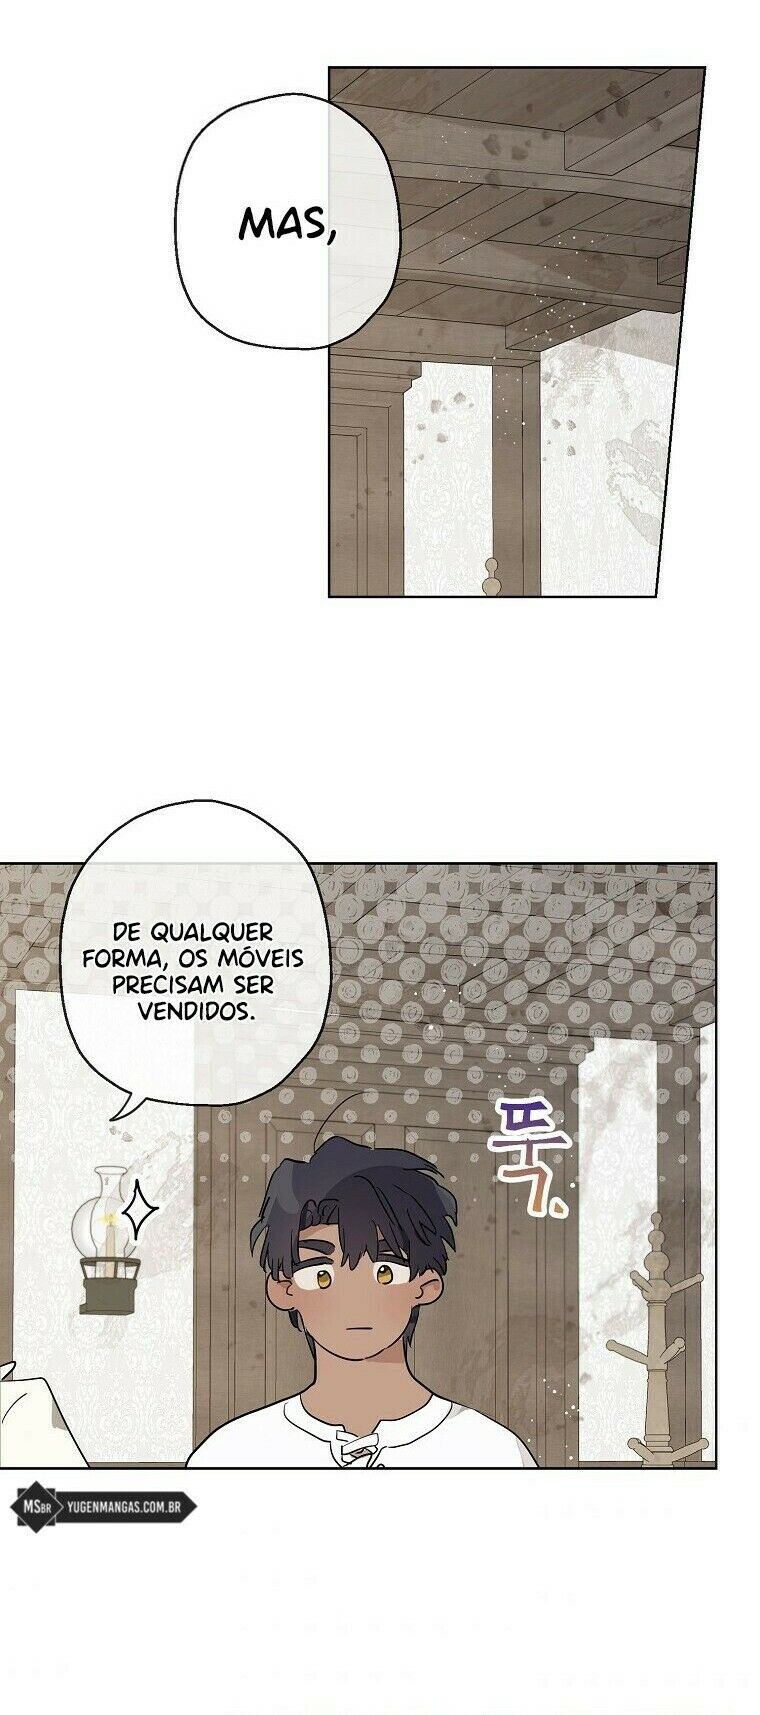 MAS,
DE QUALQUER
FORMA, OS MÓVEIS
PRECISAM SER
VENDIDOS.
뚝.
MSBR YUGENMANGAS.COM.BR